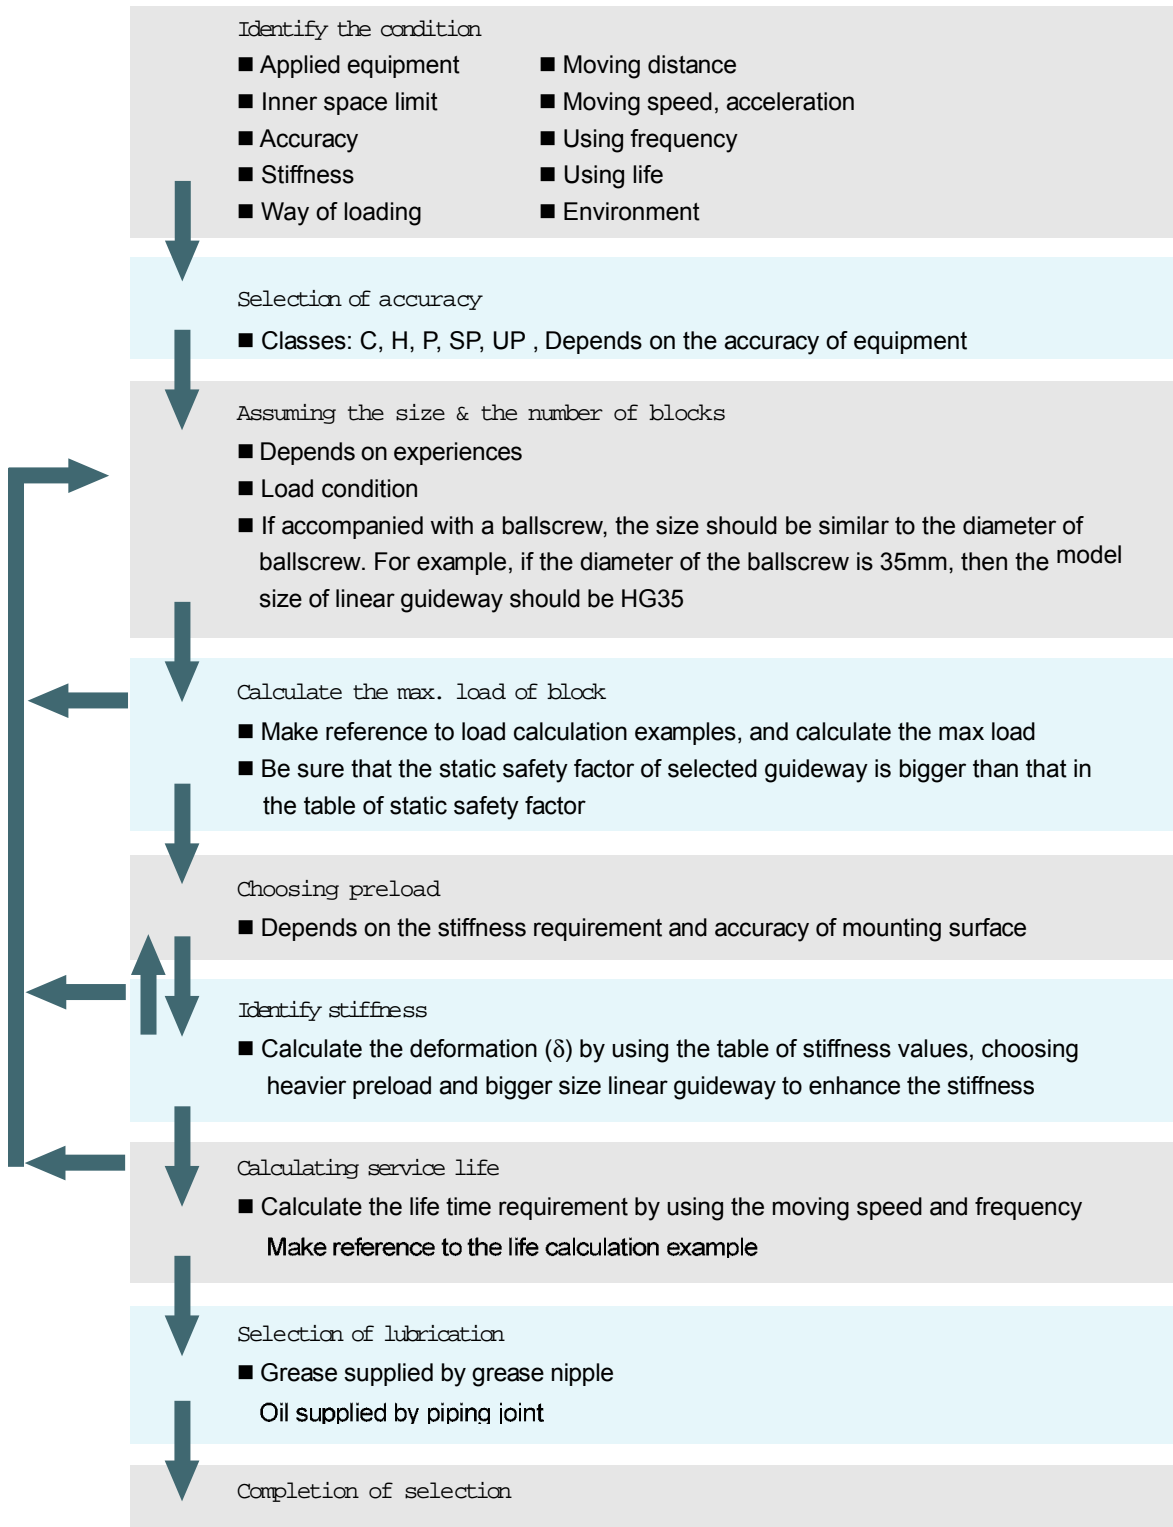 Identify the condition
■ Applied equipment
■ Moving distance
■ Inner space limit
■ Moving speed, acceleration
■ Accuracy
■ Using frequency
■ Stiffness
■ Using life
■ Way of loading
■ Environment
Selection of accuracy
■ Classes: C, H, P, SP, UP , Depends on the accuracy of equipment
Assuming the size & the number of blocks
■ Depends on experiences
■ Load condition
■ If accompanied with a ballscrew, the size should be similar to the diameter of
ballscrew. For example, if the diameter of the ballscrew is 35mm, then the model
size of linear guideway should be HG35
Calculate the max. load of block
■ Make reference to load calculation examples, and calculate the max load
■ Be sure that the static safety factor of selected guideway is bigger than that in
the table of static safety factor
Choosing preload
■ Depends on the stiffness requirement and accuracy of mounting surface
Identify stiffness
■ Calculate the deformation (δ) by using the table of stiffness values, choosing
heavier preload and bigger size linear guideway to enhance the stiffness
Calculating service life
■ Calculate the life time requirement by using the moving speed and frequency
Make reference to the life calculation example
Selection of lubrication
■ Grease supplied by grease nipple
Oil supplied by piping joint
Completion of selection